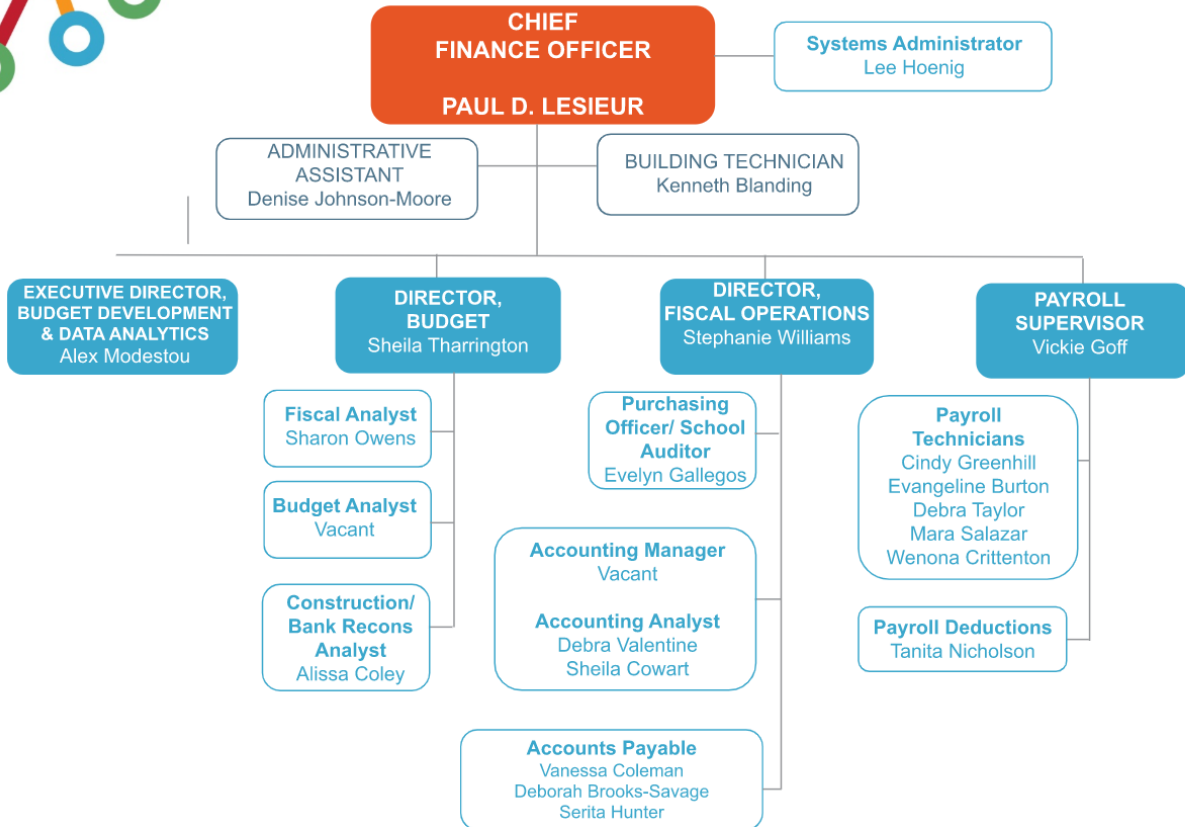 CHIEF
FINANCE OFFICER
PAUL D. LESIEUR
Systems Administrator
Lee Hoenig
ADMINISTRATIVE
ASSISTANT
Denise Johnson-Moore
BUILDING TECHNICIAN
Kenneth Blanding
EXECUTIVE DIRECTOR,
BUDGET DEVELOPMENT
& DATA ANALYTICS
Alex Modestou
DIRECTOR,
BUDGET
Sheila Tharrington
DIRECTOR,
FISCAL OPERATIONS
Stephanie Williams
PAYROLL
SUPERVISOR
Vickie Goff
Fiscal Analyst
Sharon Owens
Budget Analyst
Vacant
Construction/
Bank Recons
Analyst
Alissa Coley
Purchasing
Officer/ School
Auditor
Evelyn Gallegos
Accounting Manager
Vacant
Accounting Analyst
Debra Valentine
Sheila Cowart
Accounts Payable
Vanessa Coleman
Deborah Brooks-Savage
Serita Hunter
Payroll
Technicians
Cindy Greenhill
Evangeline Burton
Debra Taylor
Mara Salazar
Wenona Crittenton
Payroll Deductions
Tanita Nicholson